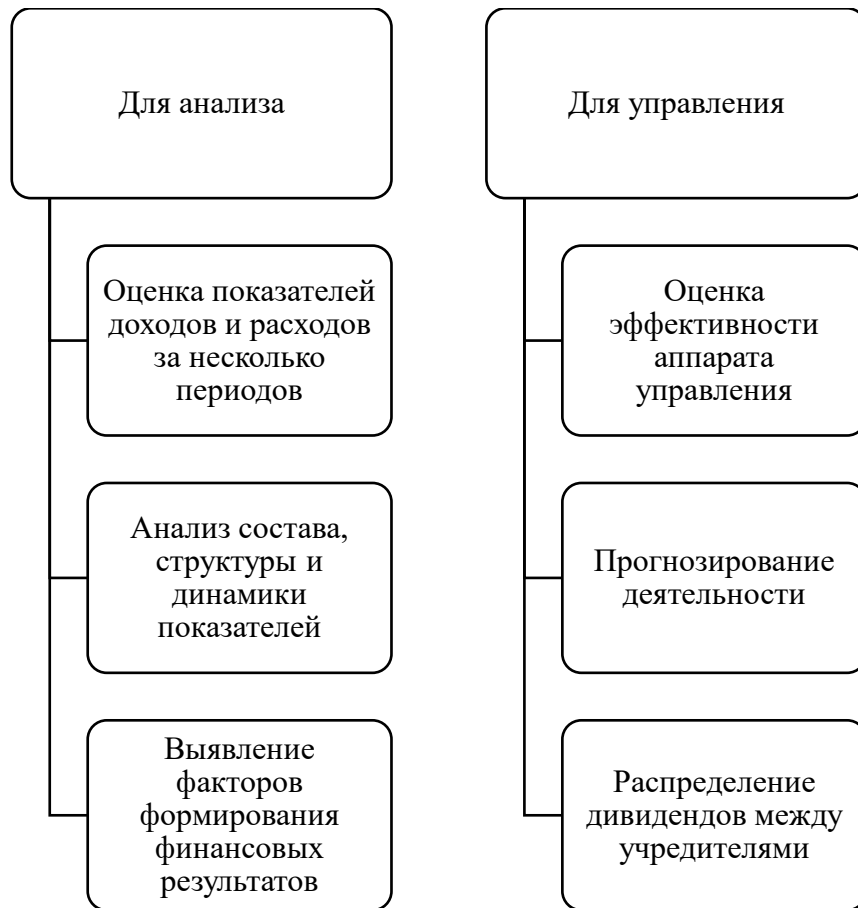 Для анализа
Оценка показателей
доходов и расходов
за несколько
периодов
Анализ состава,
структуры и
динамики
показателей
Выявление
факторов
формирования
финансовых
результатов
Для управления
Оценка
эффективности
аппарата
управления
Прогнозирование
деятельности
Распределение
дивидендов между
учредителями